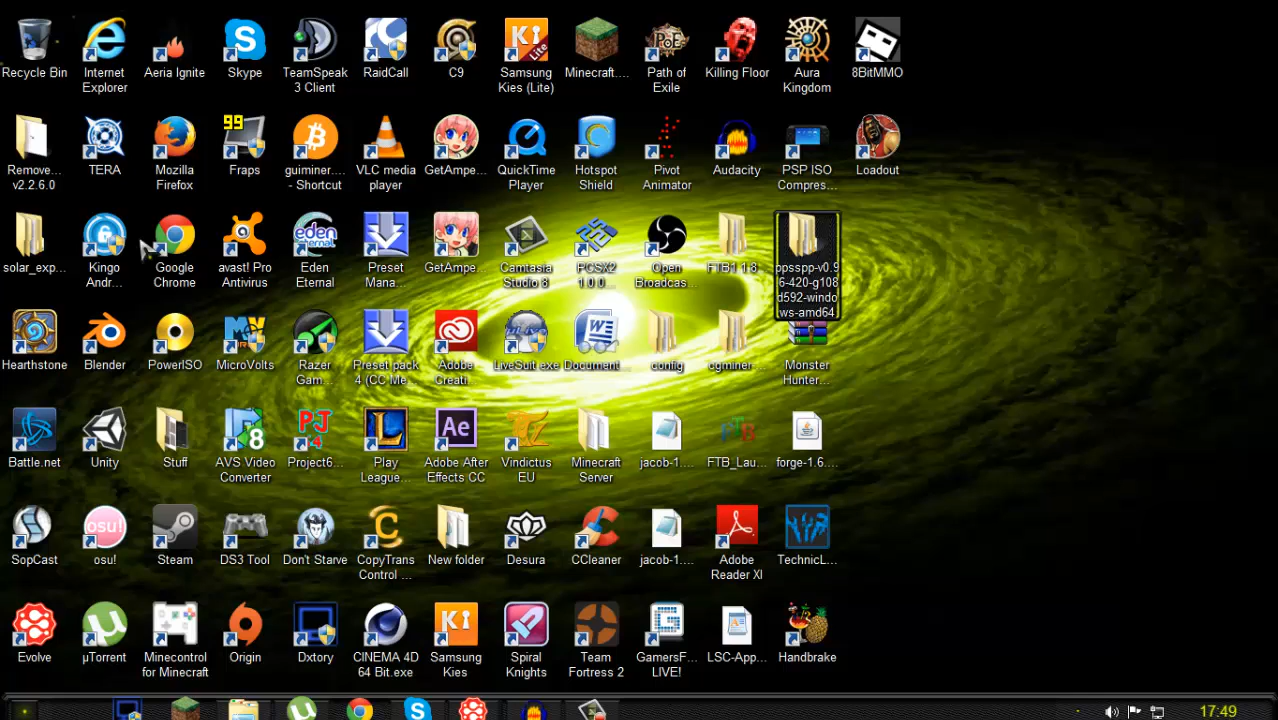 Recycle Bin
Internet
Explorer
Aeria Ignite
Skype
TeamSpeak
3 Client
RaidCall
C9
Samsung
Kies (Lite)
Minecraft....
Path of
Exile
Killing Floor
Aura
Kingdom
8BitMMO
Remove...
v2.2.6.0
TERA
Mozilla
Firefox
99
Fraps
guiminer....
- Shortcut
VLC media
player
GetAmpe...
QuickTime
Player
Hotspot
Shield
Pivot
Animator
Audacity
PSP ISO
Compres...
Loadout
solar_exp...
Kingo
Andr...
Google
Chrome
avast! Pro
Antivirus
Eden
Eternal
Preset
Mana...
GetAmpe...
Camtasia
Studio 8
PCSX2
1.0.0...
Open
Broadcas...
FTB1.1.8
ppsspp-v0.9
6-420-g108
d592-windo
ws-amd64
Hearthstone
Blender
PowerISO
MicroVolts
Razer
Gam...
Preset pack
4 (CC Me...
Adobe
Creati...
LiveSuit.exe
Document...
config
cgminer-...
Monster
Hunter...
Battle.net
Unity
Stuff
AVS Video
Converter
Project6...
Play
League...
Adobe After
Effects CC
Vindictus
EU
Minecraft
Server
jacob-1....
FTB_Lau...
forge-1.6....
SopCast
osu!
Steam
DS3 Tool
Don't Starve
CopyTrans
Control ...
New folder
Desura
CCleaner
jacob-1....
Adobe
Reader XI
TechnicL...
Evolve
µTorrent
Minecontrol
for Minecraft
Origin
Dxtory
CINEMA 4D
64 Bit.exe
Samsung
Kies
Spiral
Knights
Team
Fortress 2
GamersF...
LIVE!
LSC-App...
Handbrake
17:49